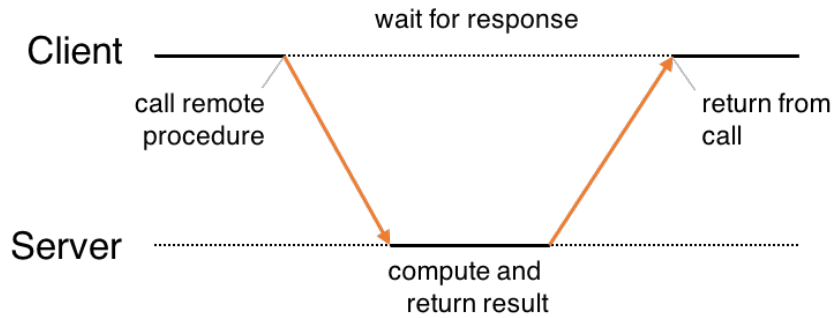 wait for response
Client
call remote
procedure
return from
call
Server
compute and
return result